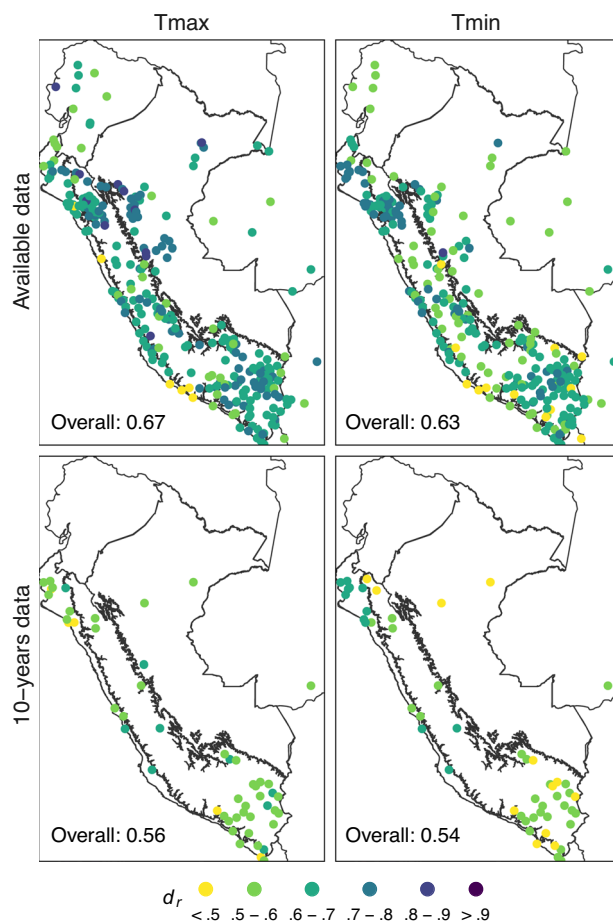 Tmax
Tmin
Available data
Overall: 0.67
Overall: 0.63
10−years data
Overall: 0.56
Overall: 0.54
dr
< .5 .5 − .6 .6 − .7 .7 − .8 .8 − .9 > .9